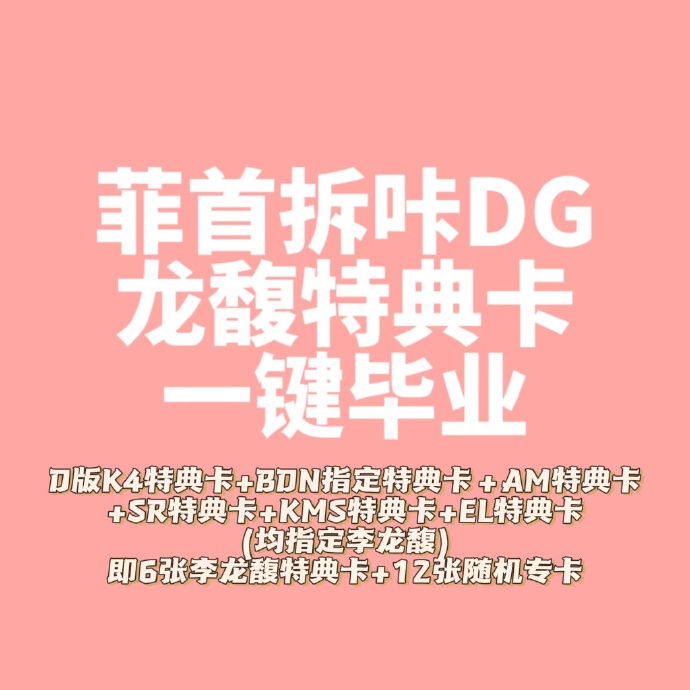 菲首拆咔DG
龙馥特典卡
一键毕业
D版K4特典卡+BDN指定特典卡+AM特典卡
+SR特典卡+KMS特典卡+EL特典卡
(均指定李龙馥)
即6张李龙馥特典卡+12张随机专卡